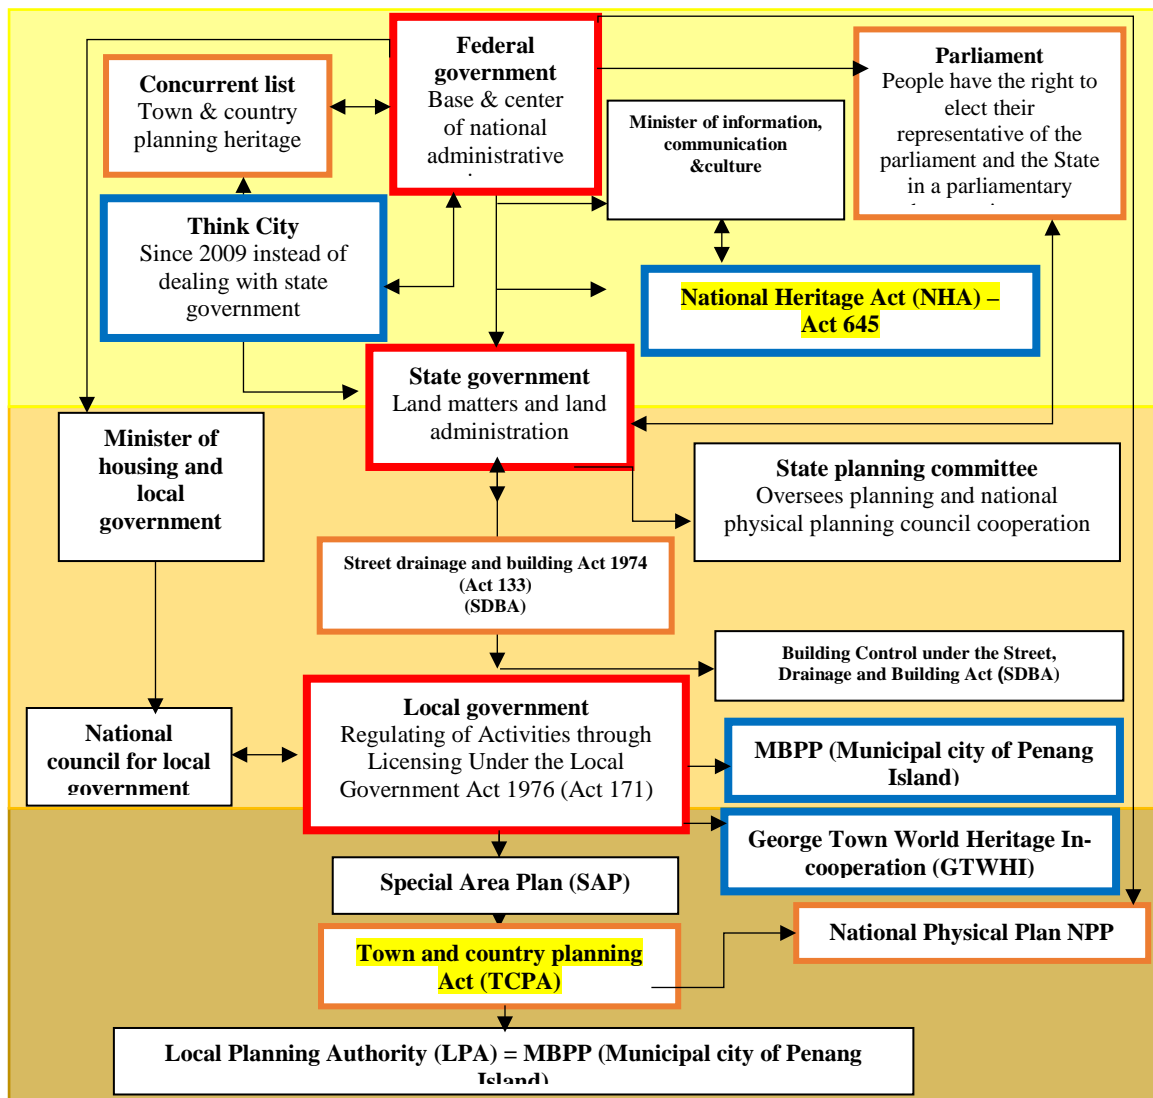 Federal
government
Base & center
of national
administrative
Concurrent list
Town & country
planning heritage
Parliament
People have the right to
elect their
representative of the
parliament and the State
in a parliamentary
Minister of information,
communication
&culture
Think City
Since 2009 instead of
dealing with state
government
National Heritage Act (NHA) –
Act 645
State government
Land matters and land
administration
Minister of
housing and
local
government
State planning committee
Oversees planning and national
physical planning council cooperation
Street drainage and building Act 1974
(Act 133)
(SDBA)
Building Control under the Street,
Drainage and Building Act (SDBA)
Local government
Regulating of Activities through
Licensing Under the Local
Government Act 1976 (Act 171)
National
council for local
government
MBPP (Municipal city of Penang
Island)
George Town World Heritage In-
cooperation (GTWHI)
Special Area Plan (SAP)
National Physical Plan NPP
Town and country planning
Act (TCPA)
Local Planning Authority (LPA) = MBPP (Municipal city of Penang
Island)